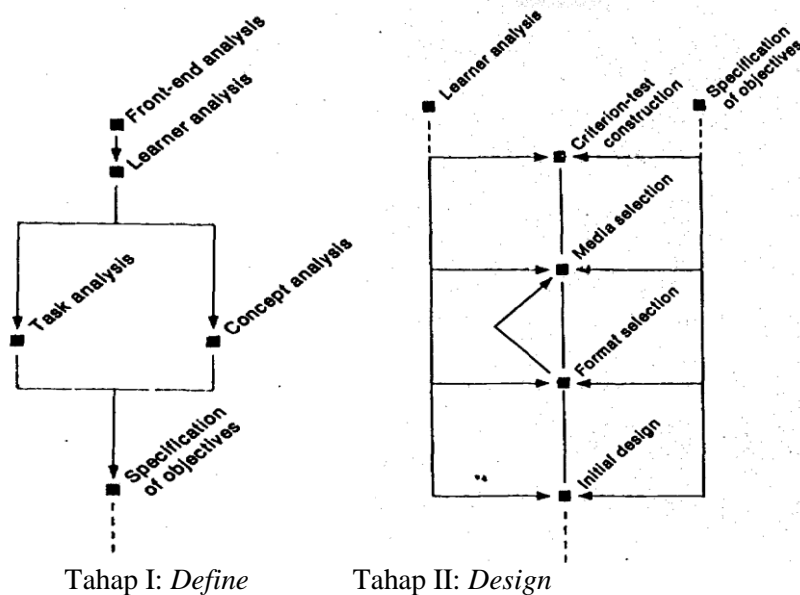 Front-end analysis
Learner analysis
Task analysis
Concept analysis
Specification
of objectives
Learner analysis
Criterion-test
construction
Specification
of objectives
Media selection
Format selection
Initial design
Tahap I: Define
Tahap II: Design